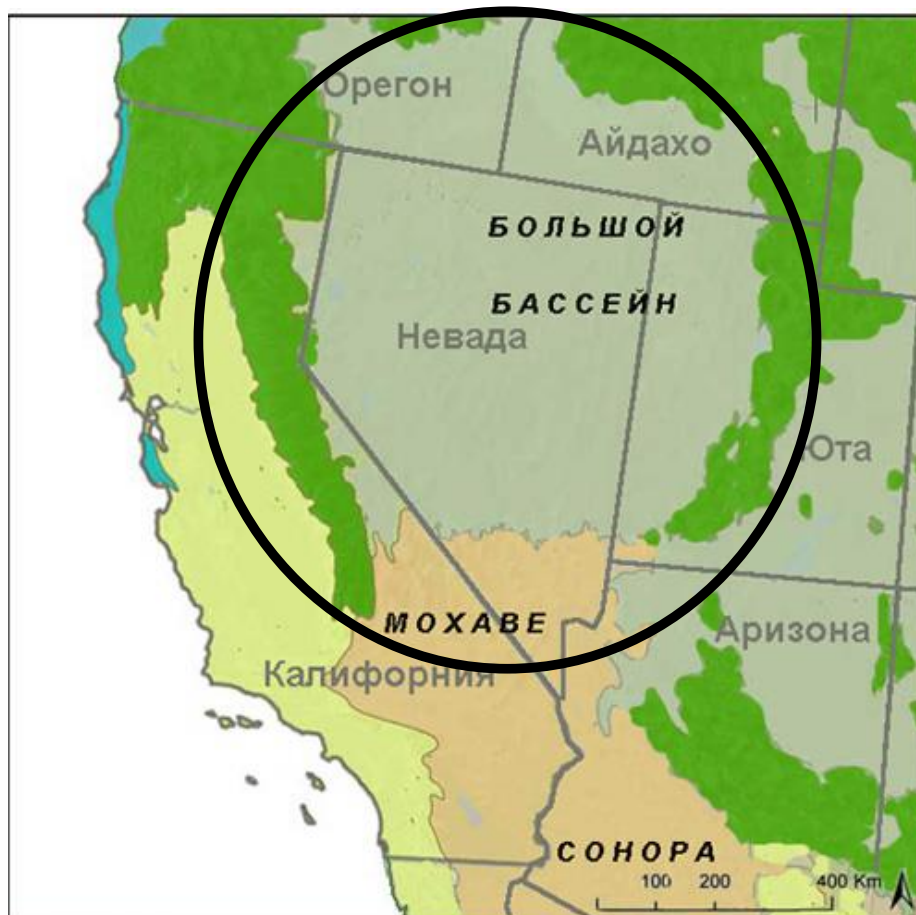 Орегон
Айдахо
БОЛЬШОЙ
БАССЕЙН
Невада
Юта
МОХАВЕ
Аризона
Калифорния
СОНОРА
100 200 400 Km